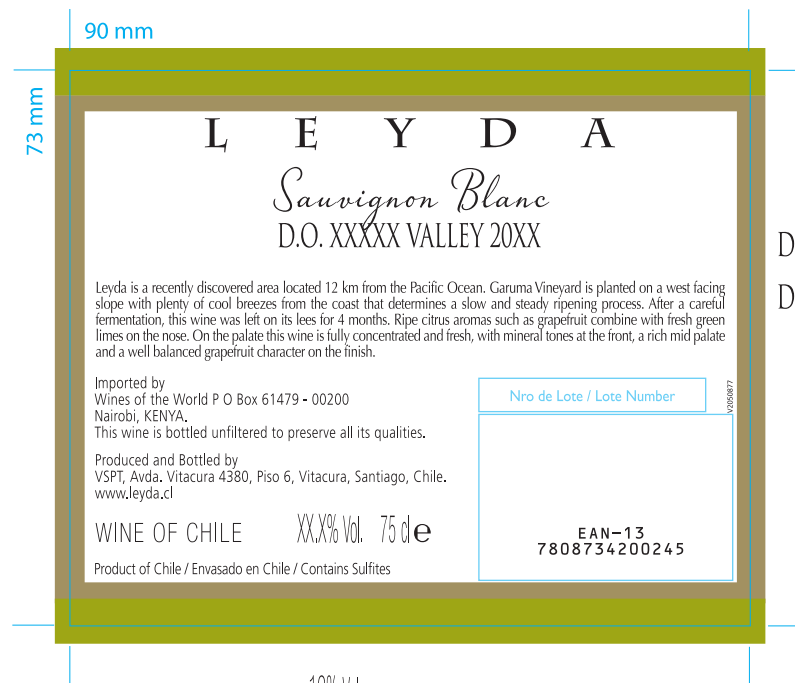 90 mm
73 mm
LEYDA
Sauvignon Blanc
D.O. XXXXX VALLEY 20XX
D
D
Leyda is a recently discovered area located 12 km from the Pacific Ocean. Garuma Vineyard is planted on a west facing
slope with plenty of cool breezes from the coast that determines a slow and steady ripening process. After a careful
fermentation, this wine was left on its lees for 4 months. Ripe citrus aromas such as grapefruit combine with fresh green
limes on the nose. On the palate this wine is fully concentrated and fresh, with mineral tones at the front, a rich mid palate
and a well balanced grapefruit character on the finish.
Imported by
Wines of the World P O Box 61479 - 00200
Nairobi, KENYA.
This wine is bottled unfiltered to preserve all its qualities.
Produced and Bottled by
VSPT, Avda. Vitacura 4380, Piso 6, Vitacura, Santiago, Chile.
www.leyda.cl
WINE OF CHILE XX.X% Vol. 75 cl e
Product of Chile / Envasado en Chile / Contains Sulfites
Nro de Lote / Lote Number
V2050877
EAN-13
7808734200245